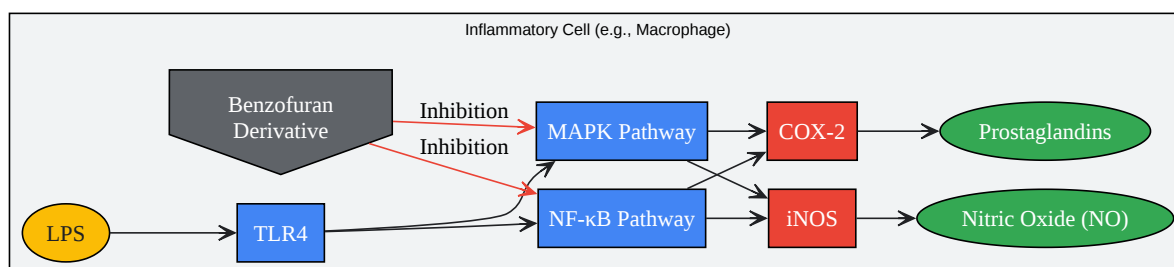 Inflammatory Cell (e.g., Macrophage)
Benzofuran
Derivative
Inhibition
Inhibition
MAPK Pathway
COX-2
Prostaglandins
LPS
TLR4
NF-κB Pathway
iNOS
Nitric Oxide (NO)